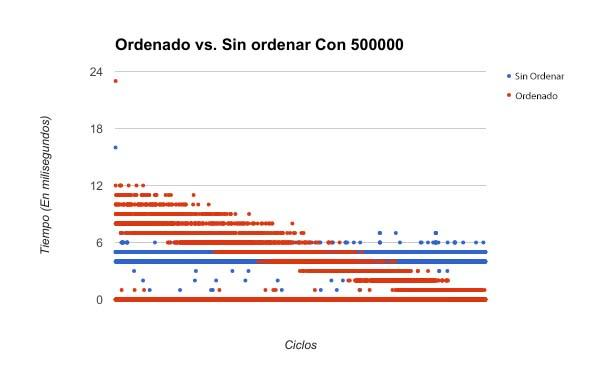 Ordenado vs. Sin ordenar Con 500000
24
18
12
6
0
Tiempo (En milisegundos)
Ciclos
Sin Ordenar
Ordenado